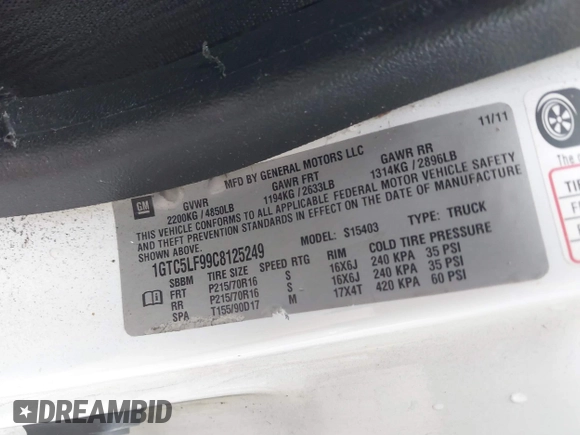 11/11
MFD BY GENERAL MOTORS LLC
GM
GVWR GAWR FRT GAWR RR
2200KG/4850LB 1194KG/2633LB 1314KG/2896LB
THIS VEHICLE CONFORMS TO ALL APPLICABLE FEDERAL MOTOR VEHICLE SAFETY
AND THEFT PREVENTION STANDARDS IN EFFECT ON THE DATE OF MANUFACTURE
SHOWN ABOVE.
1GTC5LF99C8125249 MODEL: S15403 TYPE: TRUCK
SBBM TIRE SIZE SPEED RTG RIM COLD TIRE PRESSURE
FRT P215/70R16 S 16X6J 240 KPA 35 PSI
RR P215/70R16 S 16X6J 240 KPA 35 PSI
SPA T155/90D17 M 17X4T 420 KPA 60 PSI
The
TI
F
DREAMBID